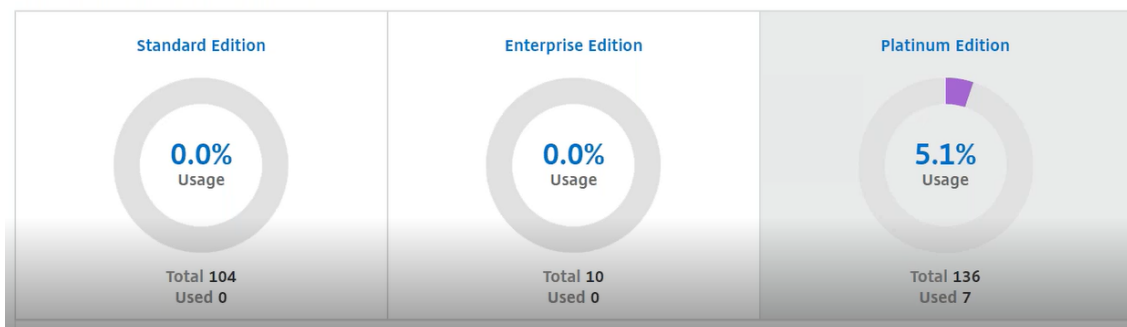 Standard Edition
0.0%
Usage
Total 104
Used 0
Enterprise Edition
0.0%
Usage
Total 10
Used 0
Platinum Edition
5.1%
Usage
Total 136
Used 7